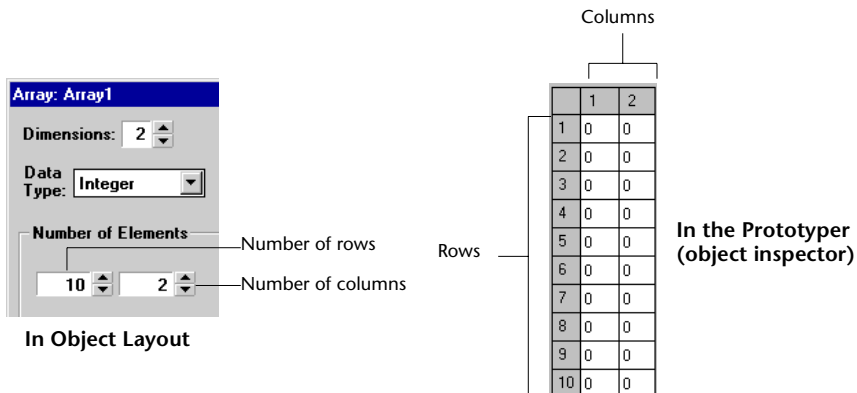 Columns
Array: Array1
Dimensions: 2
Data
Type: Integer
Number of Elements
10 2
Number of rows
Number of columns
In Object Layout
Rows
1 2
1 0 0
2 0 0
3 0 0
4 0 0
5 0 0
6 0 0
7 0 0
8 0 0
9 0 0
10 0 0
In the Prototyper
(object inspector)